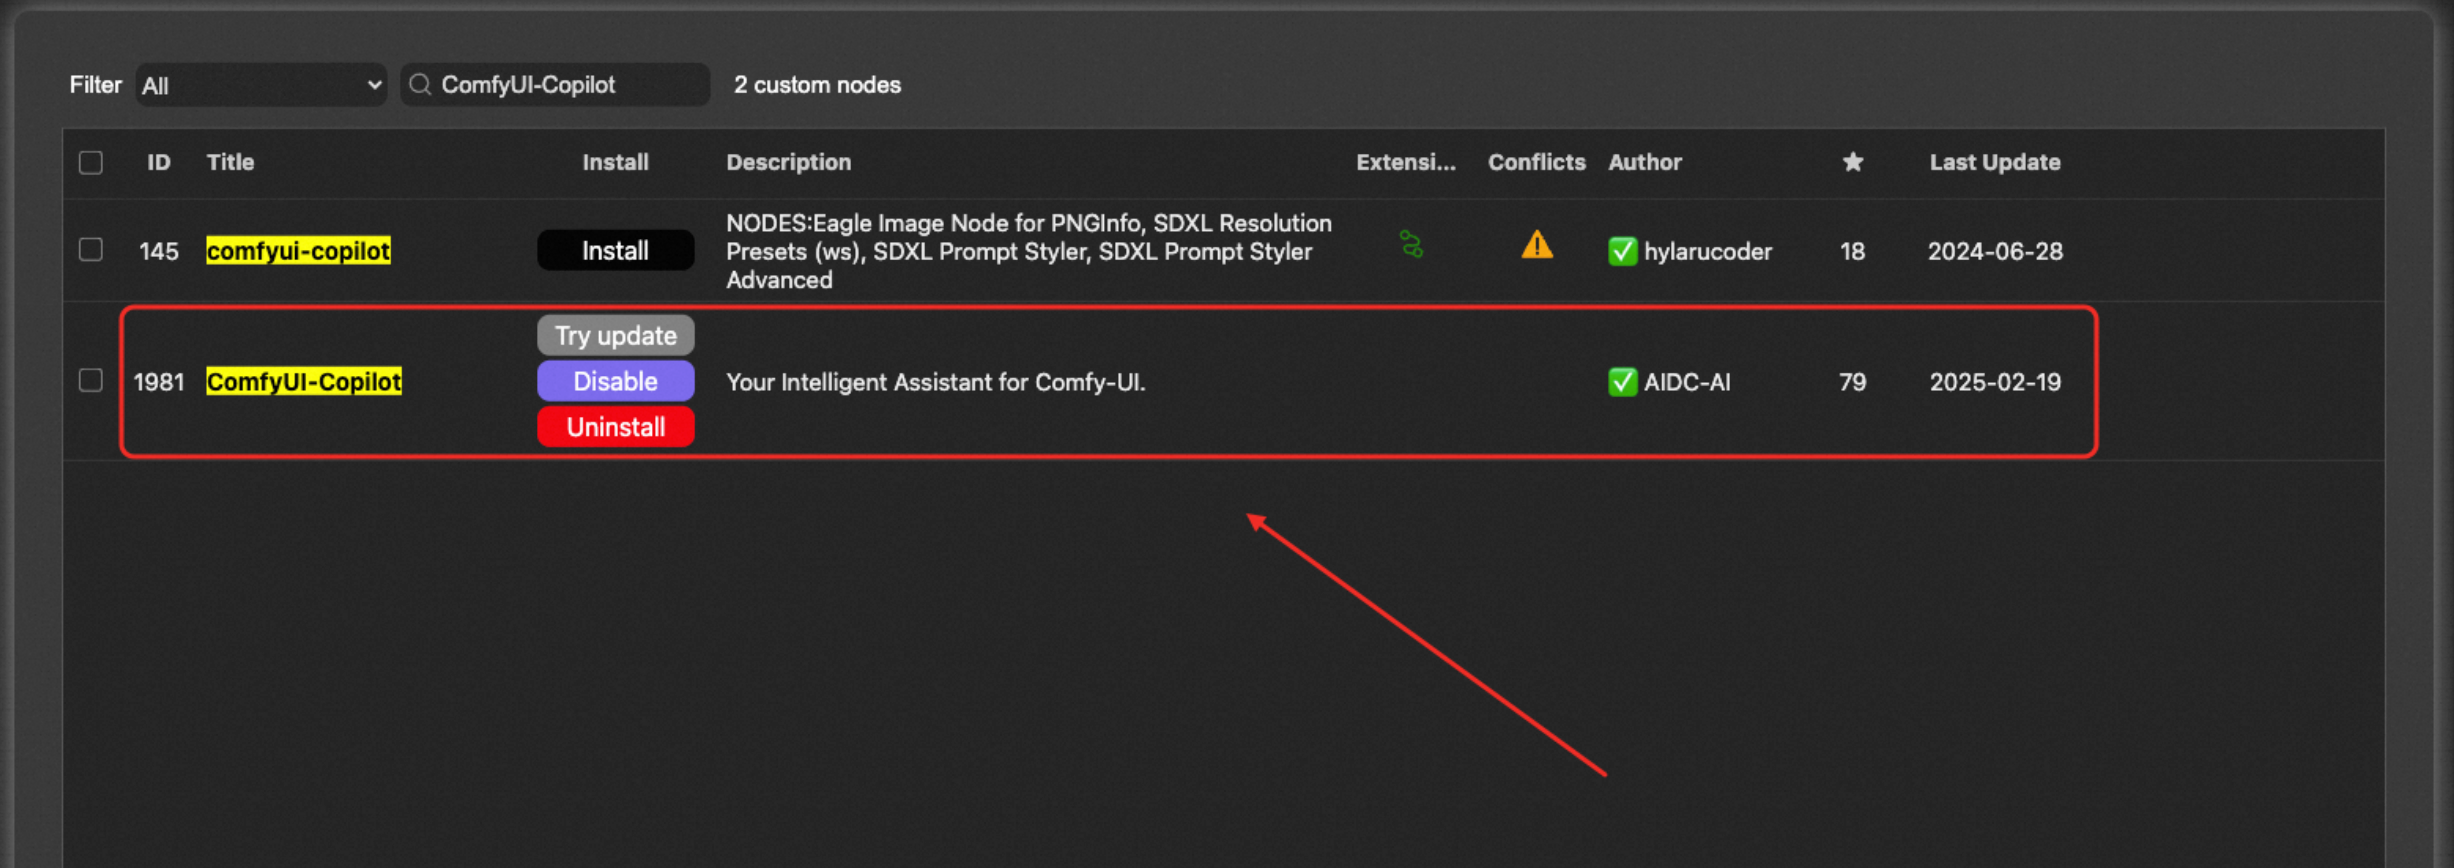 Filter All ComfyUI-Copilot 2 custom nodes
ID Title Install Description Extensi... Conflicts Author ★ Last Update
145 comfyui-copilot Install NODES:Eagle Image Node for PNGInfo, SDXL Resolution
Presets (ws), SDXL Prompt Styler, SDXL Prompt Styler
Advanced
hylarucoder 18 2024-06-28
1981 ComfyUI-Copilot
Try update
Disable
Uninstall
Your Intelligent Assistant for Comfy-UI. AIDC-AI 79 2025-02-19